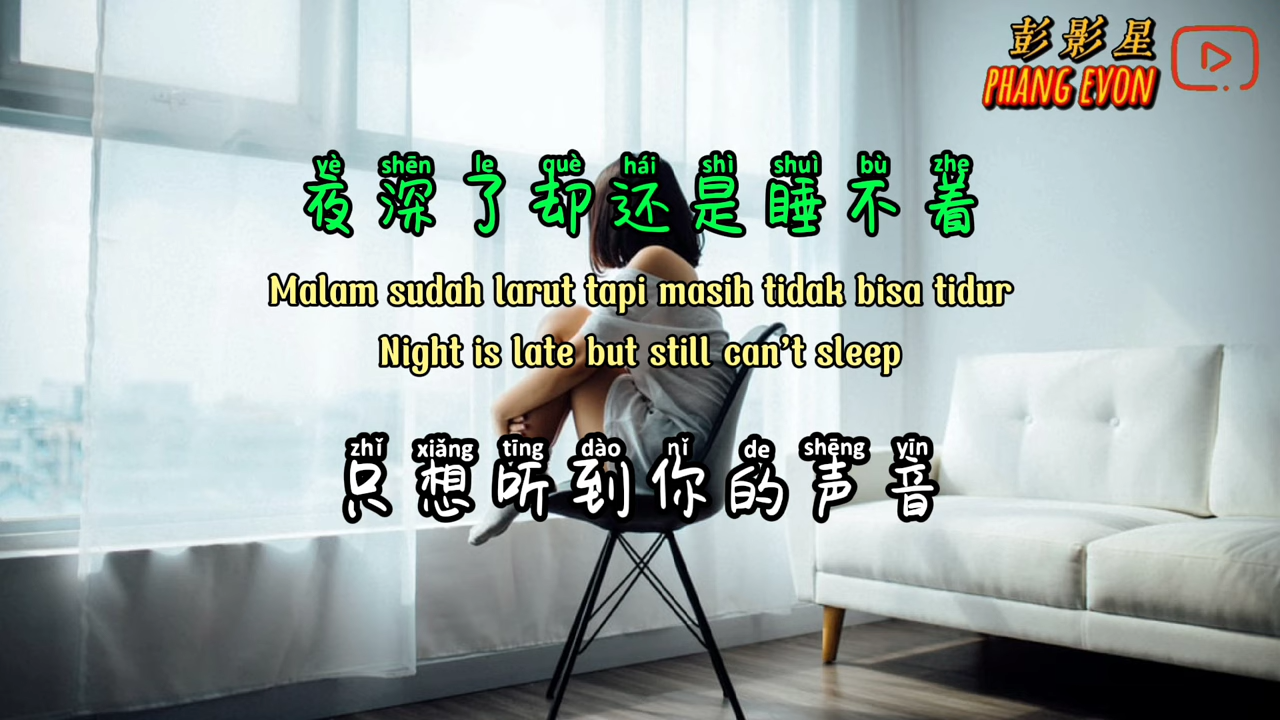 彭影星
PHANG EVON
yè shēn le què hái shì shuì bù zhe
夜深了却还是睡不着
Malam sudah larut tapi masih tidak bisa tidur
Night is late but still can't sleep
zhǐ xiǎng tīng dào nǐ de shēng yīn
只想听到你的声音